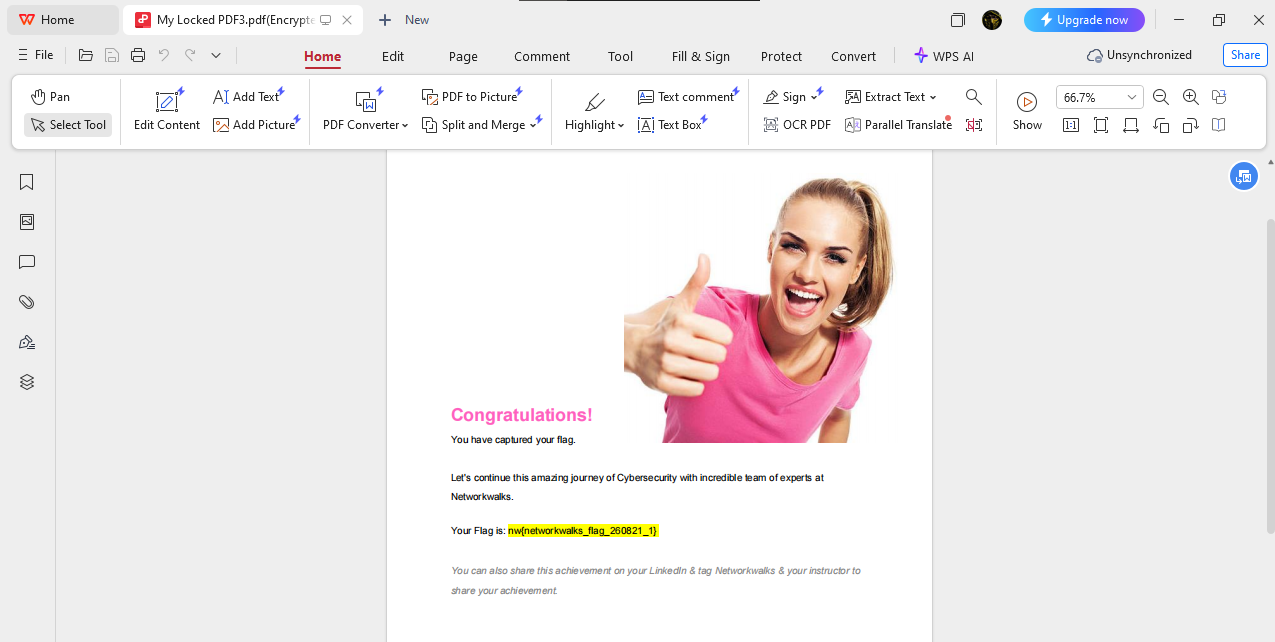 Home
My Locked PDF3.pdf(Encrypte
New
Upgrade now
File
Home
Edit
Page
Comment
Tool
Fill & Sign
Protect
Convert
WPS AI
Unsynchronized
Share
Pan
Select Tool
Edit Content
Add Text
Add Picture
PDF Converter
PDF to Picture
Split and Merge
Highlight
Text comment
Text Box
Sign
OCR PDF
Extract Text
Parallel Translate
Show
66.7%
1:1
Congratulations!
You have captured your flag.
Let's continue this amazing journey of Cybersecurity with incredible team of experts at
Networkwalks.
Your Flag is: nw{networkwalks_flag_260821_1}
You can also share this achievement on your LinkedIn & tag Networkwalks & your instructor to
share your achievement.